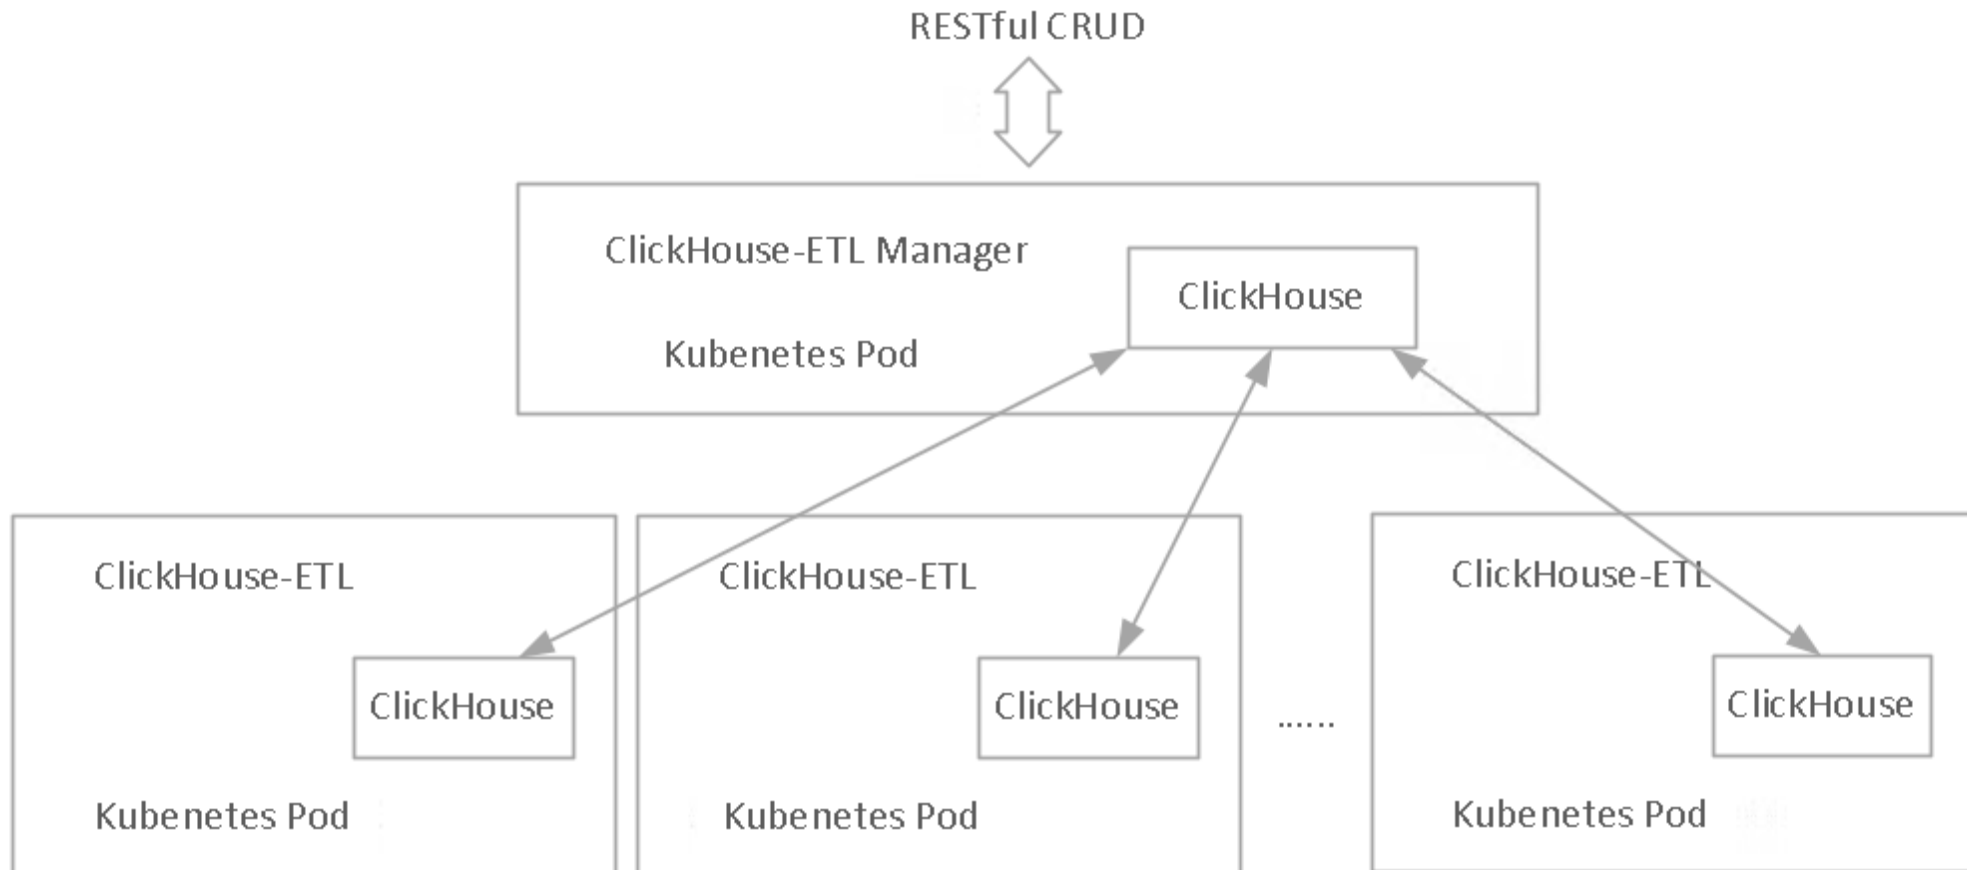 RESTful CRUD
ClickHouse-ETL Manager
ClickHouse
Kubenetes Pod
ClickHouse-ETL
ClickHouse
Kubenetes Pod
ClickHouse-ETL
ClickHouse
Kubenetes Pod
......
ClickHouse-ETL
ClickHouse
Kubenetes Pod